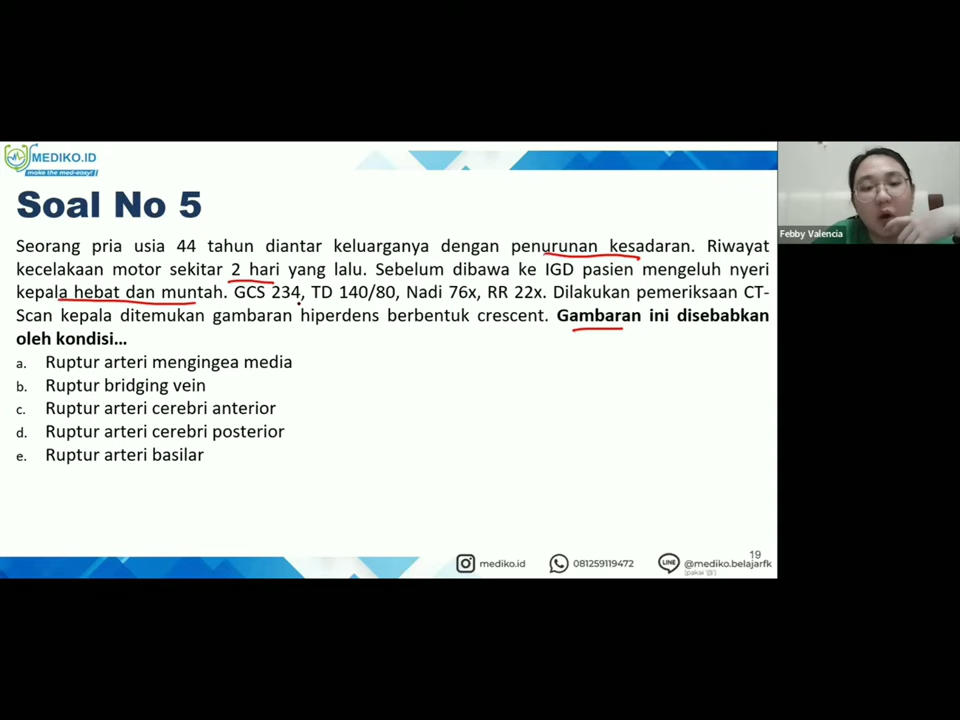 MEDIKO.ID
make the med-easy!
Soal No 5
Seorang pria usia 44 tahun diantar keluarganya dengan penurunan kesadaran. Riwayat
kecelakaan motor sekitar 2 hari yang lalu. Sebelum dibawa ke IGD pasien mengeluh nyeri
kepala hebat dan muntah. GCS 234, TD 140/80, Nadi 76x, RR 22x. Dilakukan pemeriksaan CT-
Scan kepala ditemukan gambaran hiperdens berbentuk crescent. Gambaran ini disebabkan
oleh kondisi...
a. Ruptur arteri mengingea media
b. Ruptur bridging vein
c. Ruptur arteri cerebri anterior
d. Ruptur arteri cerebri posterior
e. Ruptur arteri basilar
Febby Valencia
19
mediko.id
081259119472
LINE
@mediko.belajarfk
(pakai '@')